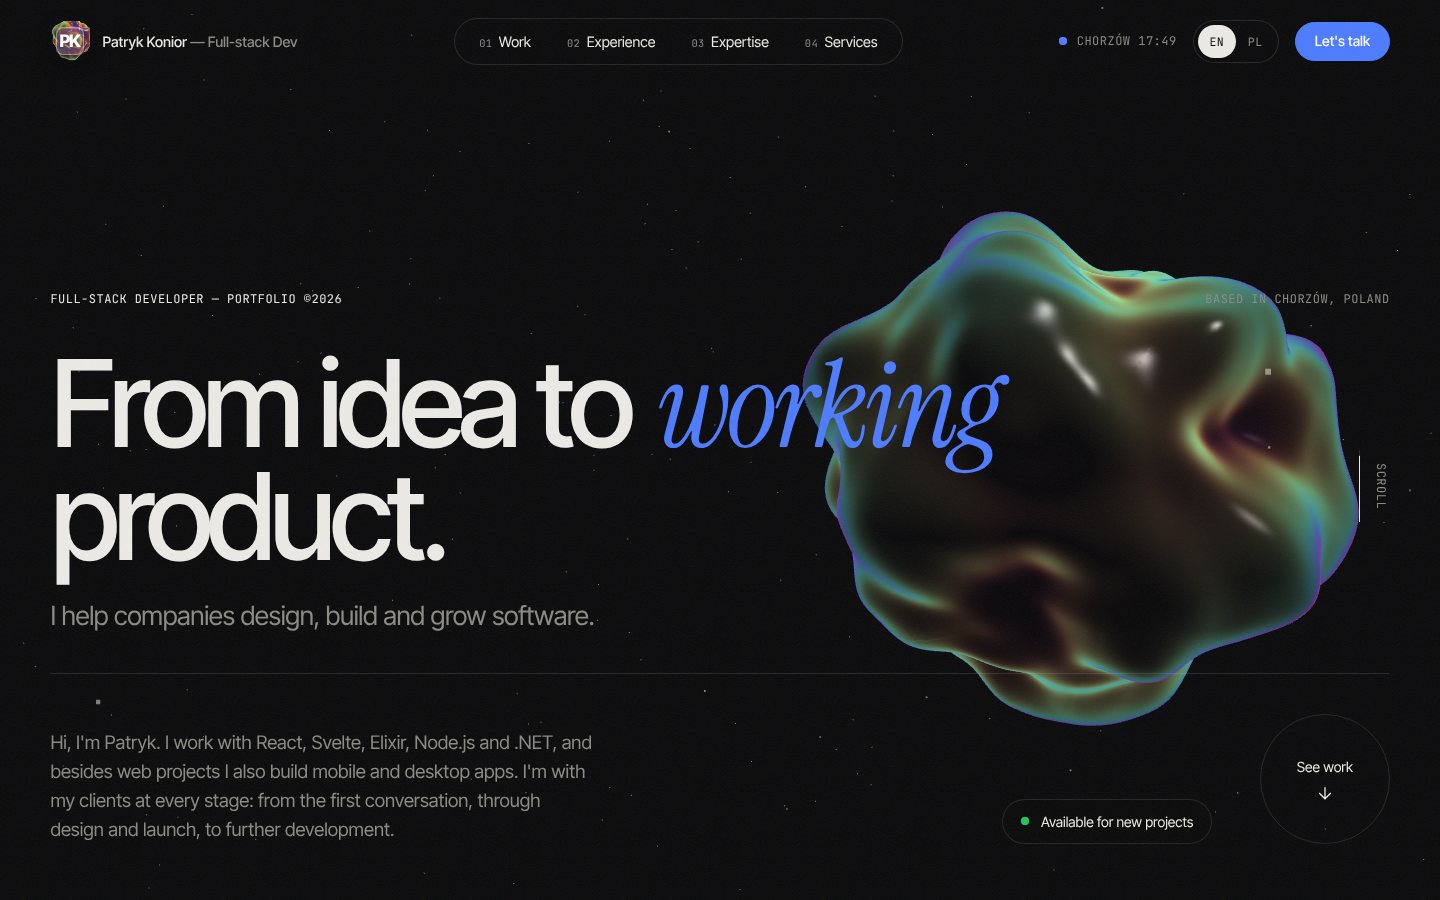 PK
Patryk Konior — Full-stack Dev
01 Work
02 Experience
03 Expertise
04 Services
CHORZÓW 17:49
EN
PL
Let's talk
FULL-STACK DEVELOPER — PORTFOLIO ©2026
BASED IN CHORZÓW, POLAND
From idea to working
product.
SCROLL
I help companies design, build and grow software.
Hi, I'm Patryk. I work with React, Svelte, Elixir, Node.js and .NET, and
besides web projects I also build mobile and desktop apps. I'm with
my clients at every stage: from the first conversation, through
design and launch, to further development.
See work
Available for new projects